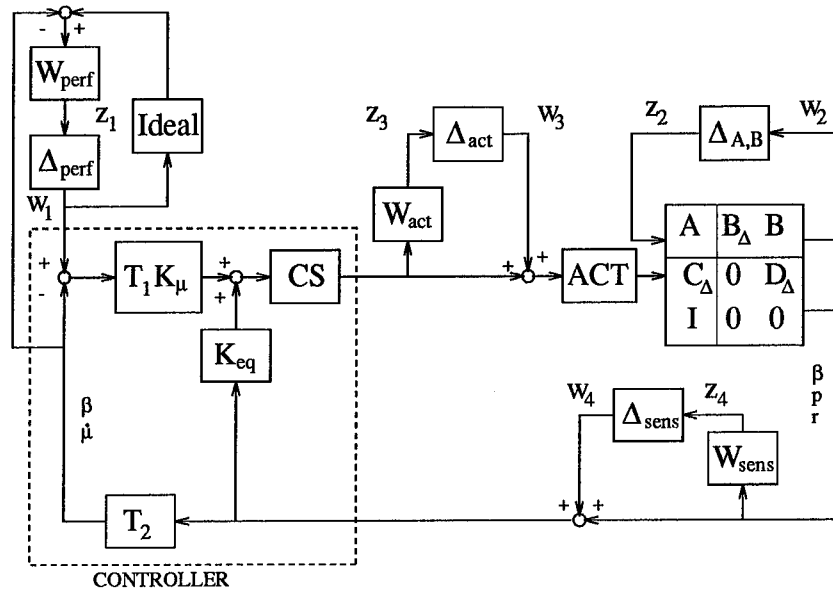 - +
W_perf
z_1
Ideal
Δ_perf
w_1
z_3
Δ_act
w_3
W_act
z_2
Δ_A,B
w_2
+
-
T_1 K_μ
+
+
CS
K_eq
+
+
ACT
A B_Δ B
C_Δ 0 D_Δ
I 0 0
β
p
r
β
μ̇
w_4
Δ_sens
z_4
W_sens
+
+
T_2
CONTROLLER